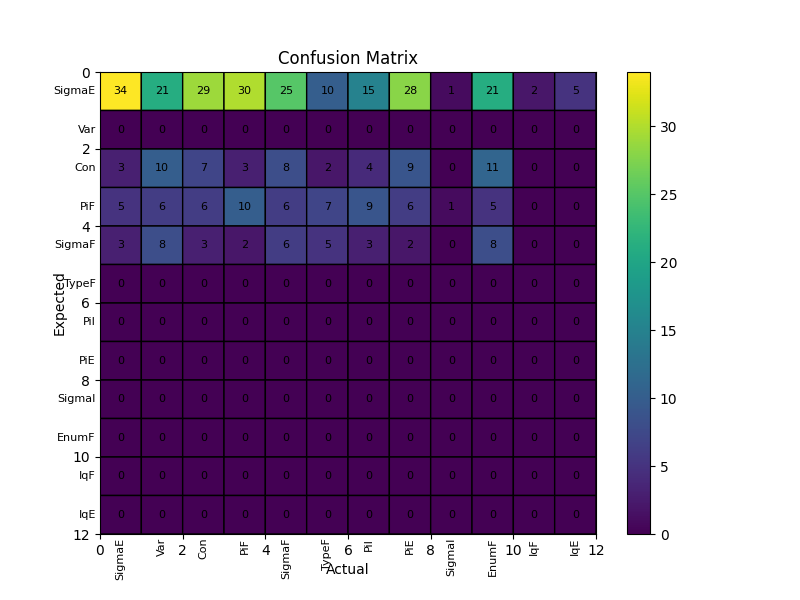 Confusion Matrix
0
SigmaE 34 21 29 30 25 10 15 28 1 21 2 5
Var 0 0 0 0 0 0 0 0 0 0 0 0
2
Con 3 10 7 3 8 2 4 9 0 11 0 0
PiF 5 6 6 10 6 7 9 6 1 5 0 0
4
SigmaF 3 8 3 2 6 5 3 2 0 8 0 0
TypeF 0 0 0 0 0 0 0 0 0 0 0 0
6
PiI 0 0 0 0 0 0 0 0 0 0 0 0
PiE 0 0 0 0 0 0 0 0 0 0 0 0
8
SigmaI 0 0 0 0 0 0 0 0 0 0 0 0
EnumF 0 0 0 0 0 0 0 0 0 0 0 0
10
IqF 0 0 0 0 0 0 0 0 0 0 0 0
IqE 0 0 0 0 0 0 0 0 0 0 0 0
12
Expected
0 2 4 6 8 10 12
SigmaE Var Con PiF SigmaF TypeF PiI PiE SigmaI EnumF IqF IqE
Actual
30
25
20
15
10
5
0